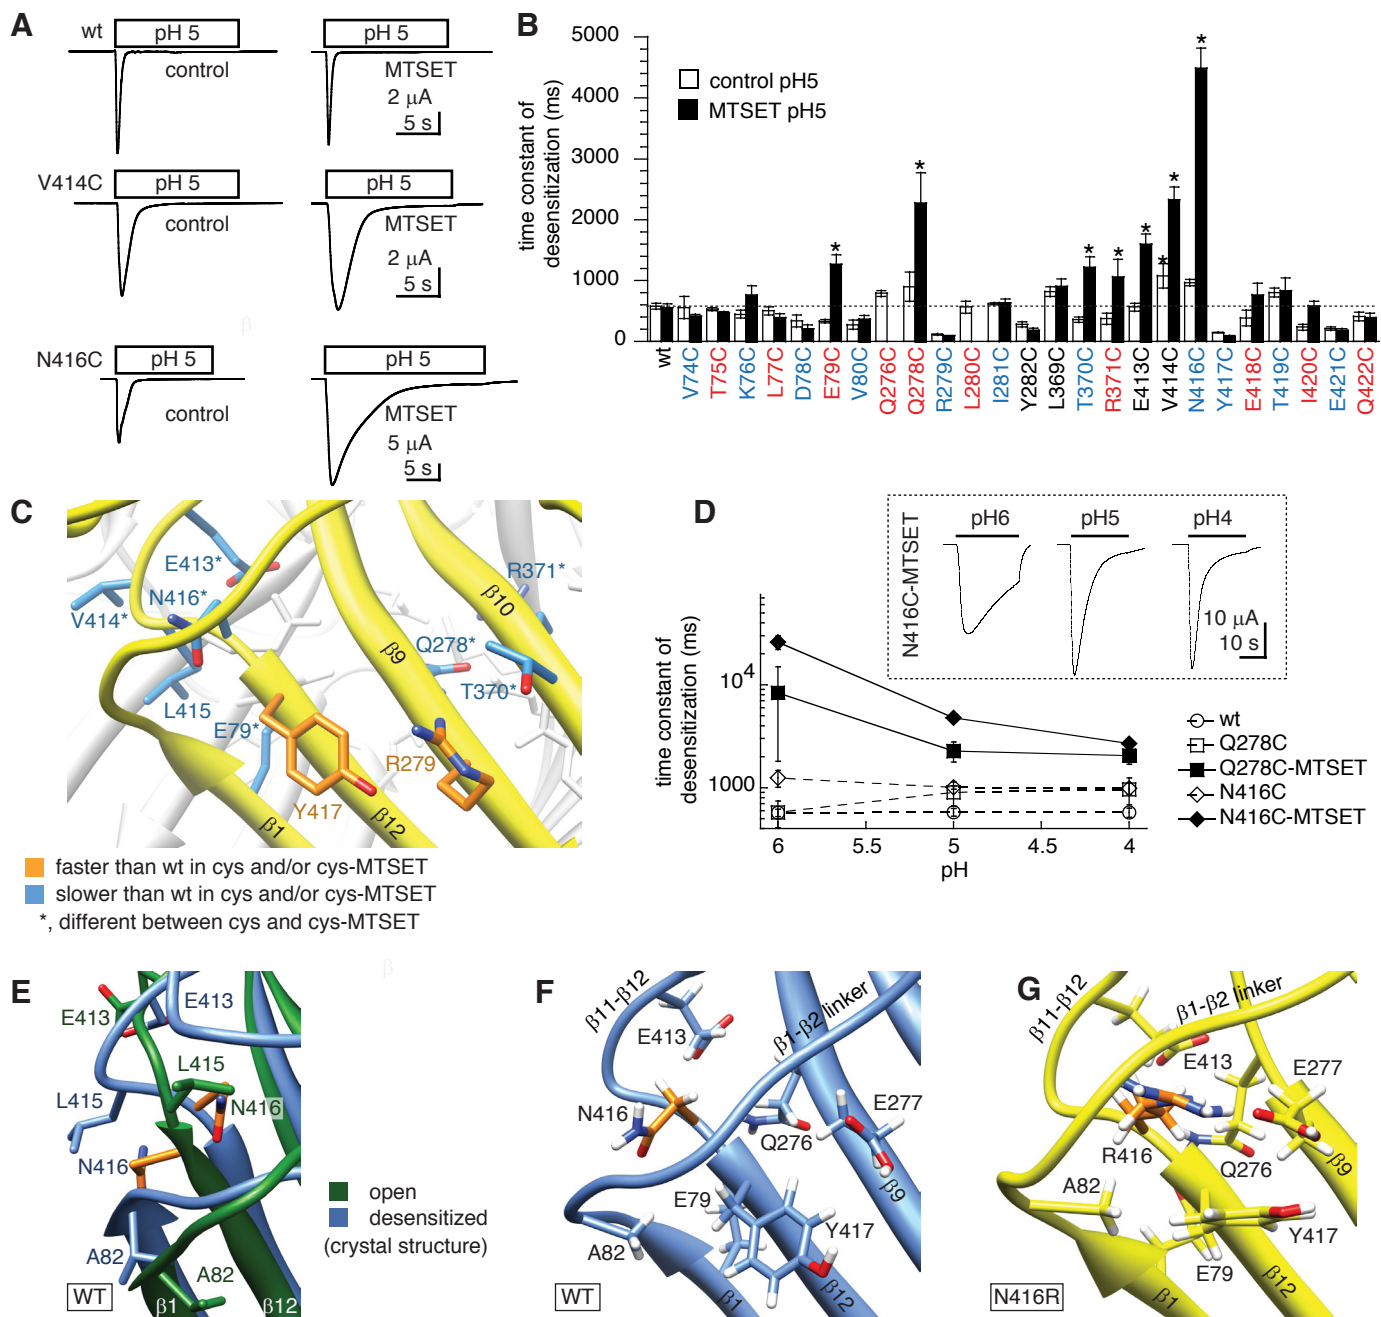 A
wt
pH 5
control
pH 5
MTSET
2 μA
5 s
V414C
pH 5
control
pH 5
MTSET
2 μA
5 s
β
N416C
pH 5
control
pH 5
MTSET
5 μA
5 s
B
time constant of
desensitization (ms)
5000
4000
3000
2000
1000
0
control pH5
MTSET pH5
* * * * * * * *
wt
V74C
T75C
K76C
L77C
D78C
E79C
V80C
Q276C
Q278C
R279C
L280C
I281C
Y282C
L369C
T370C
R371C
E413C
V414C
N416C
Y417C
E418C
T419C
I420C
E421C
Q422C
C
E413*
N416*
V414*
L415
E79*
Y417
R279
Q278*
T370*
R371*
β1
β12
β9
β10
faster than wt in cys and/or cys-MTSET
slower than wt in cys and/or cys-MTSET
*, different between cys and cys-MTSET
D
N416C-MTSET
pH6
pH5
pH4
10 μA
10 s
time constant of
desensitization (ms)
10⁴
1000
6
5.5
5
4.5
4
pH
wt
Q278C
Q278C-MTSET
N416C
N416C-MTSET
β
E
E413
E413
L415
L415
N416
N416
A82
A82
β1
β12
WT
open
desensitized
(crystal structure)
F
β11-β12
β1-β2 linker
E413
N416
Q276
E277
E79
Y417
A82
β9
β1
β12
WT
G
β11-β12
β1-β2 linker
E413
E277
R416
Q276
A82
β9
Y417
E79
β12
N416R